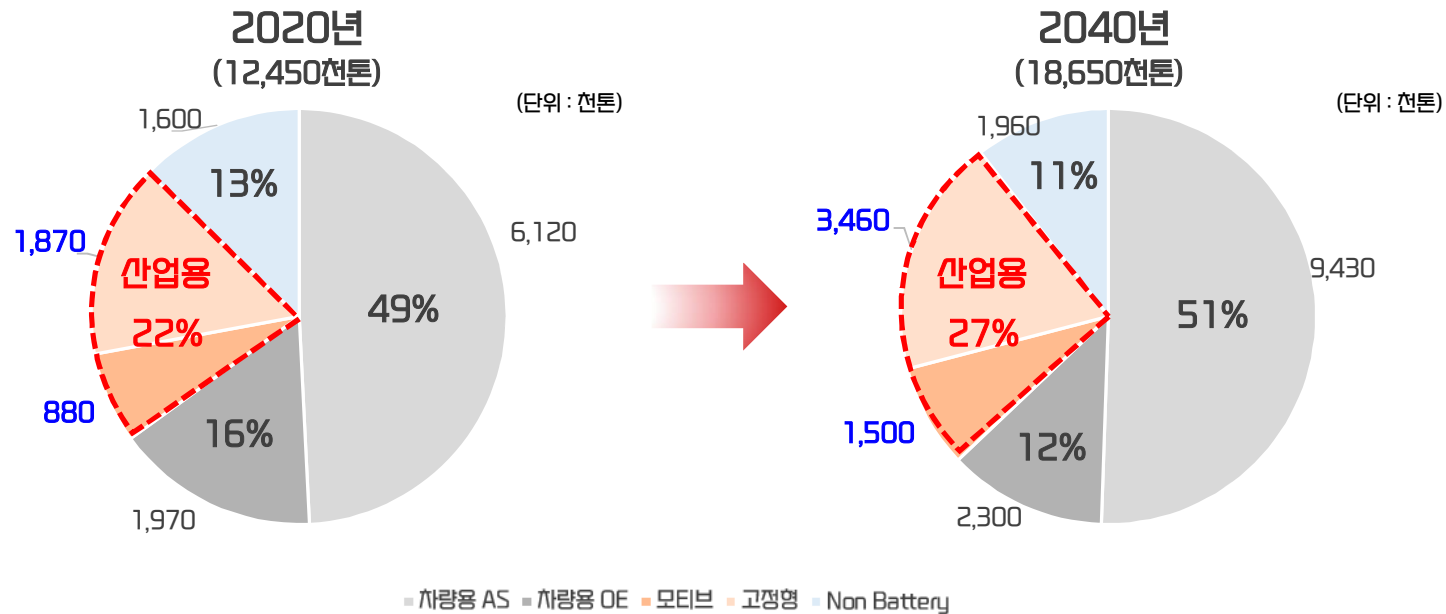 2020년
(12,450천톤)
(단위 : 천톤)
1,600
13%
6,120
1,870
산업용
22%
49%
880
16%
1,970
2040년
(18,650천톤)
(단위 : 천톤)
1,960
11%
3,460
산업용
27%
9,430
51%
1,500
12%
2,300
차량용 AS 차량용 OE 모티브 고정형 Non Battery